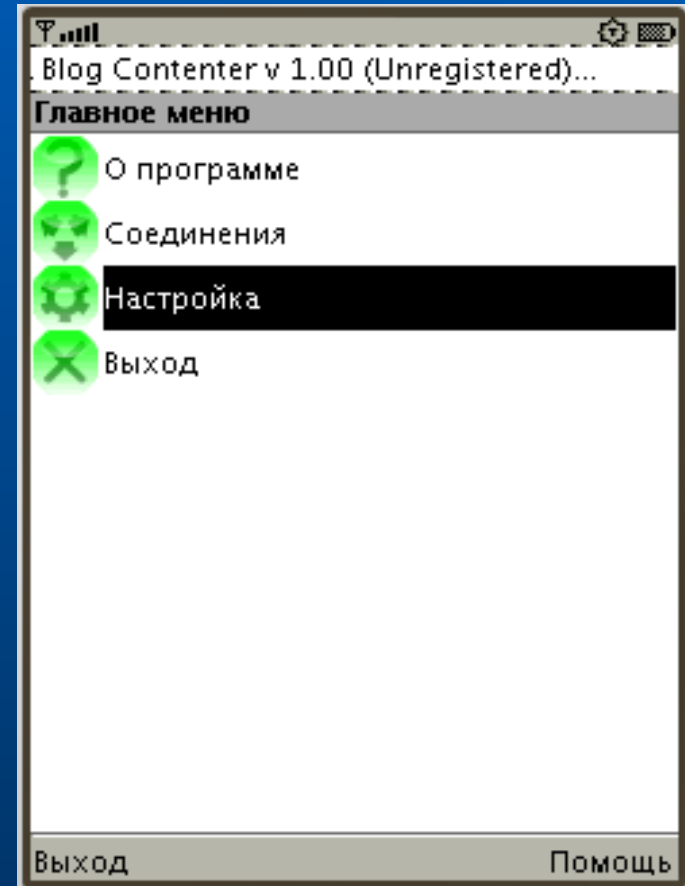 . Blog Contenter v 1.00 (Unregistered)...
Главное меню
О программе
Соединения
Настройка
Выход
Выход Помощь